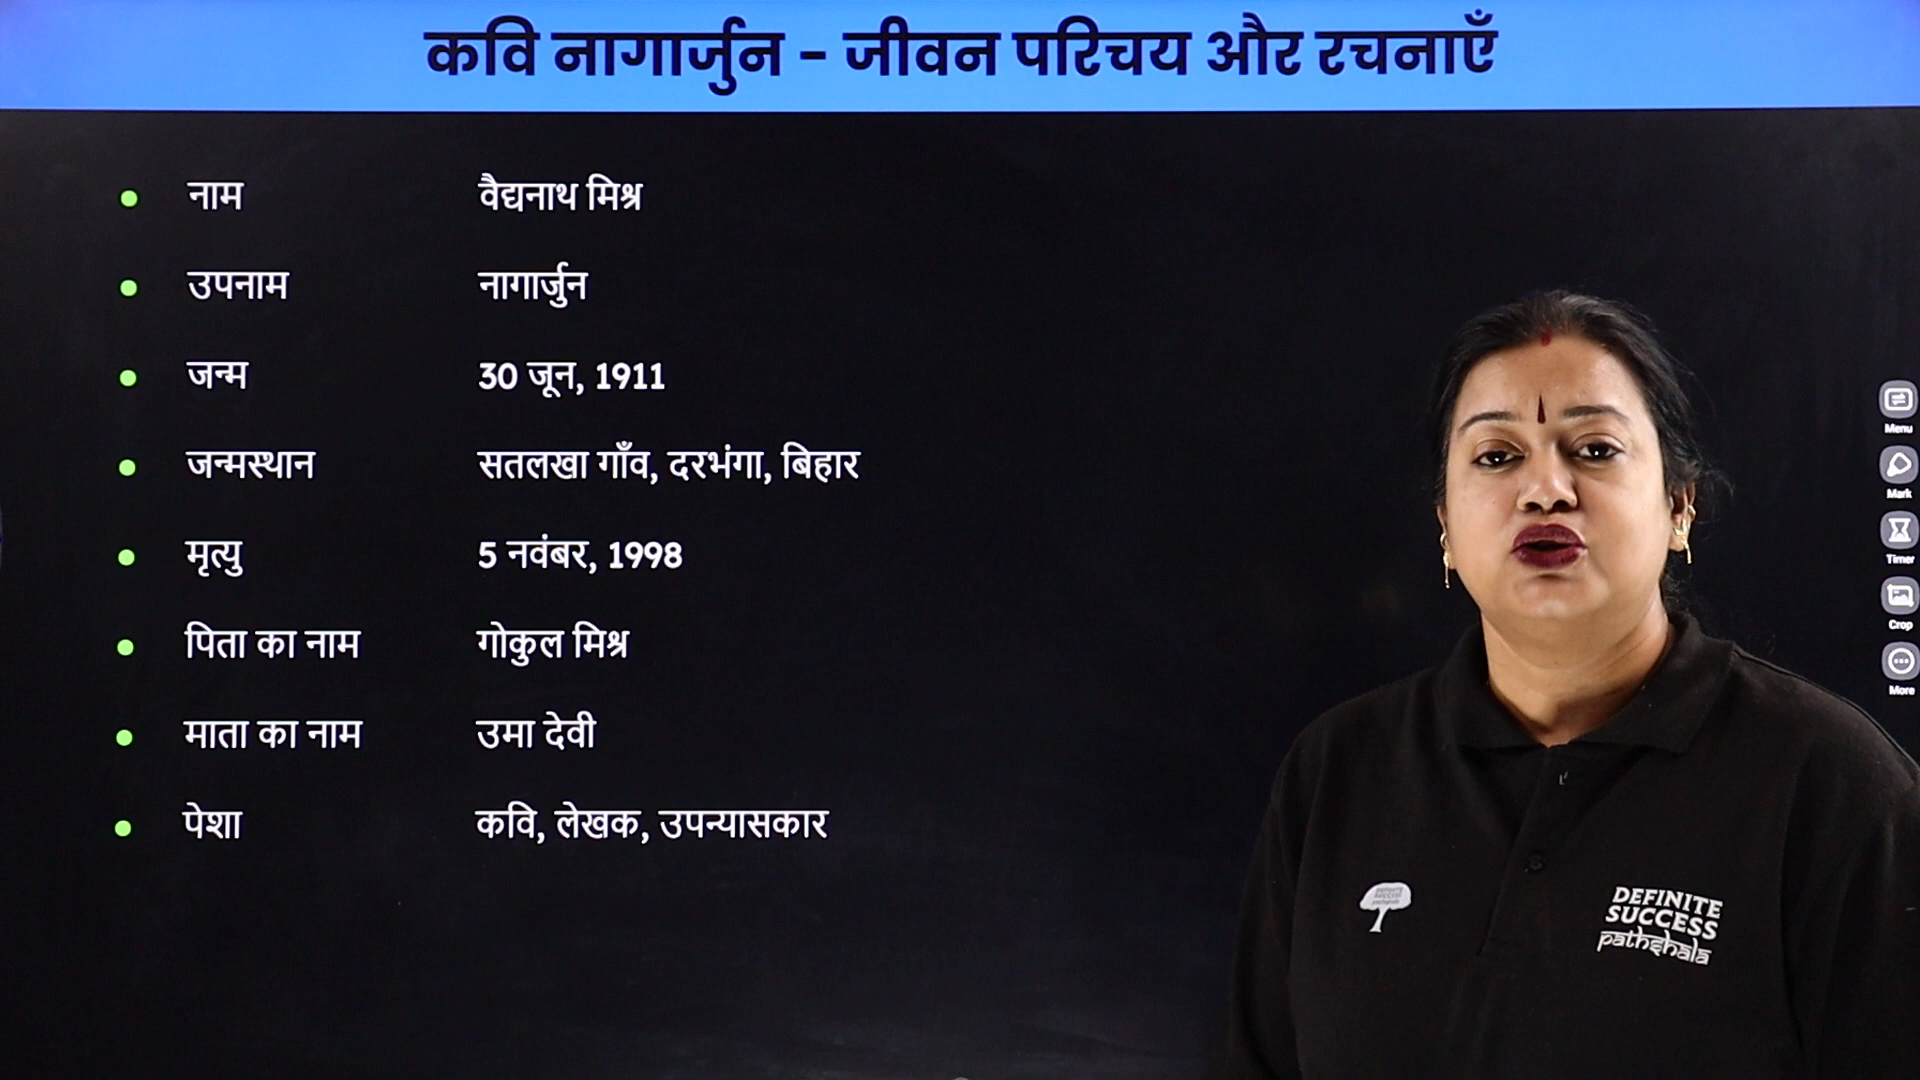 कवि नागार्जुन - जीवन परिचय और रचनाएँ
नाम वैद्यनाथ मिश्र
उपनाम नागार्जुन
जन्म 30 जून, 1911
जन्मस्थान सतलखा गाँव, दरभंगा, बिहार
मृत्यु 5 नवंबर, 1998
पिता का नाम गोकुल मिश्र
माता का नाम उमा देवी
पेशा कवि, लेखक, उपन्यासकार
Menu
Mark
Timer
Crop
More
DEFINITE
SUCCESS
pathshala